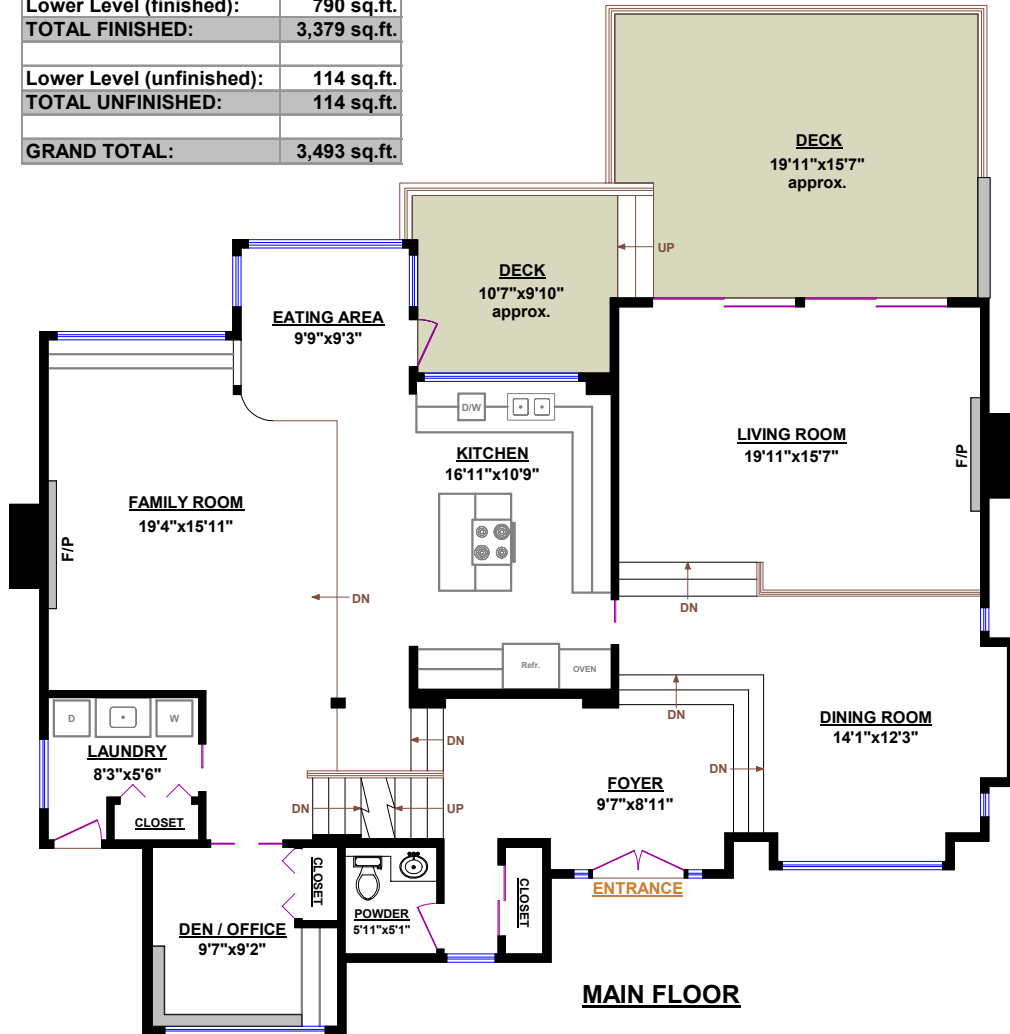 Lower Level (finished): 790 sq.ft.
TOTAL FINISHED: 3,379 sq.ft.
Lower Level (unfinished): 114 sq.ft.
TOTAL UNFINISHED: 114 sq.ft.
GRAND TOTAL: 3,493 sq.ft.
DECK
19'11"x15'7"
approx.
UP
DECK
10'7"x9'10"
approx.
EATING AREA
9'9"x9'3"
D/W
KITCHEN
16'11"x10'9"
LIVING ROOM
19'11"x15'7"
F/P
FAMILY ROOM
19'4"x15'11"
F/P
DN
DN
Refr.
OVEN
DN
DINING ROOM
14'1"x12'3"
D
W
LAUNDRY
8'3"x5'6"
CLOSET
DN
DN
FOYER
9'7"x8'11"
DN
UP
ENTRANCE
CLOSET
CLOSET
POWDER
5'11"x5'1"
DEN / OFFICE
9'7"x9'2"
MAIN FLOOR